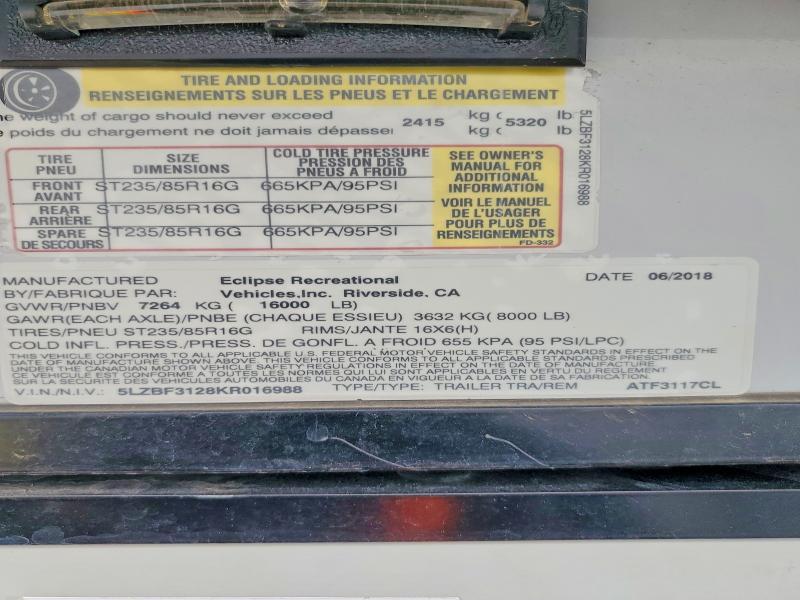 TIRE AND LOADING INFORMATION
RENSEIGNEMENTS SUR LES PNEUS ET LE CHARGEMENT
weight of cargo should never exceed 2415 kg ( 5320 lb
poids du chargement ne doit jamais dépasser kg ( lb
TIRE PNEU SIZE DIMENSIONS COLD TIRE PRESSURE PRESSION DES PNEUS A FROID
FRONT AVANT ST235/85R16G 665KPA/95PSI
REAR ARRIÈRE ST235/85R16G 665KPA/95PSI
SPARE DE SECOURS ST235/85R16G 665KPA/95PSI
SEE OWNER'S
MANUAL FOR
ADDITIONAL
INFORMATION
VOIR LE MANUEL
DE L'USAGER
POUR PLUS DE
RENSEIGNEMENTS
FD-332
5LZBF3128KR016988
MANUFACTURED Eclipse Recreational DATE 06/2018
BY/FABRIQUE PAR: Vehicles,Inc. Riverside, CA
GVWR/PNBV 7264 KG ( 16000 LB)
GAWR(EACH AXLE)/PNBE (CHAQUE ESSIEU) 3632 KG( 8000 LB)
TIRES/PNEU ST235/85R16G RIMS/JANTE 16X6(H)
COLD INFL. PRESS./PRESS. DE GONFL. A FROID 655 KPA (95 PSI/LPC)
THIS VEHICLE CONFORMS TO ALL APPLICABLE U.S. FEDERAL MOTOR VEHICLE SAFETY STANDARDS IN EFFECT ON THE
DATE OF MANUFACTURE SHOWN ABOVE. THIS VEHICLE CONFORMS TO ALL APPLICABLE STANDARDS PRESCRIBED
UNDER THE CANADIAN MOTOR VEHICLE SAFETY REGULATIONS IN EFFECT ON THE DATE OF MANUFACTURE
CE VEHICULE EST CONFORME A TOUTES LES NORMES QUI LUI SONT APPLICABLES EN VERTU DU REGLEMENT
SUR LA SECURITE DES VEHICULES AUTOMOBILES DU CANADA EN VIGUEUR A LA DATE DE SA FABRICATION
V.I.N./N.I.V.: 5LZBF3128KR016988 TYPE/TYPE: TRAILER TRA/REM ATF3117CL